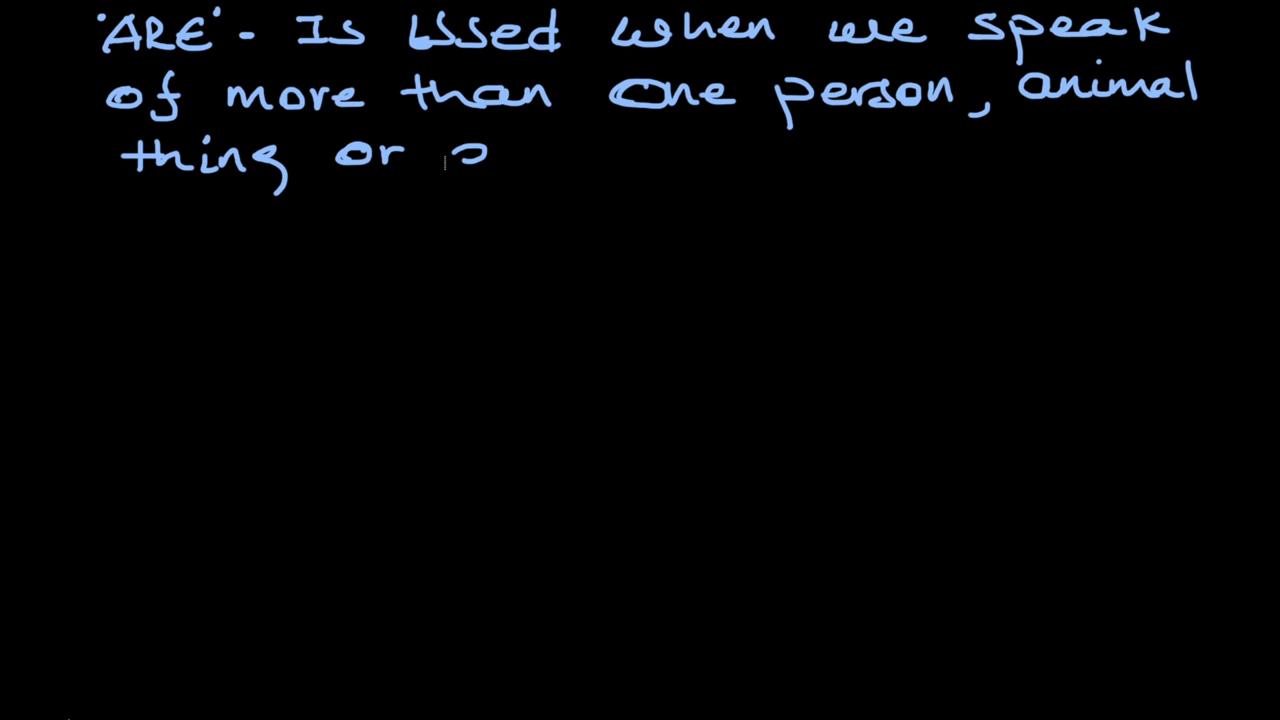 'ARE' - Is Used when we speak
of more than one person, animal
thing or